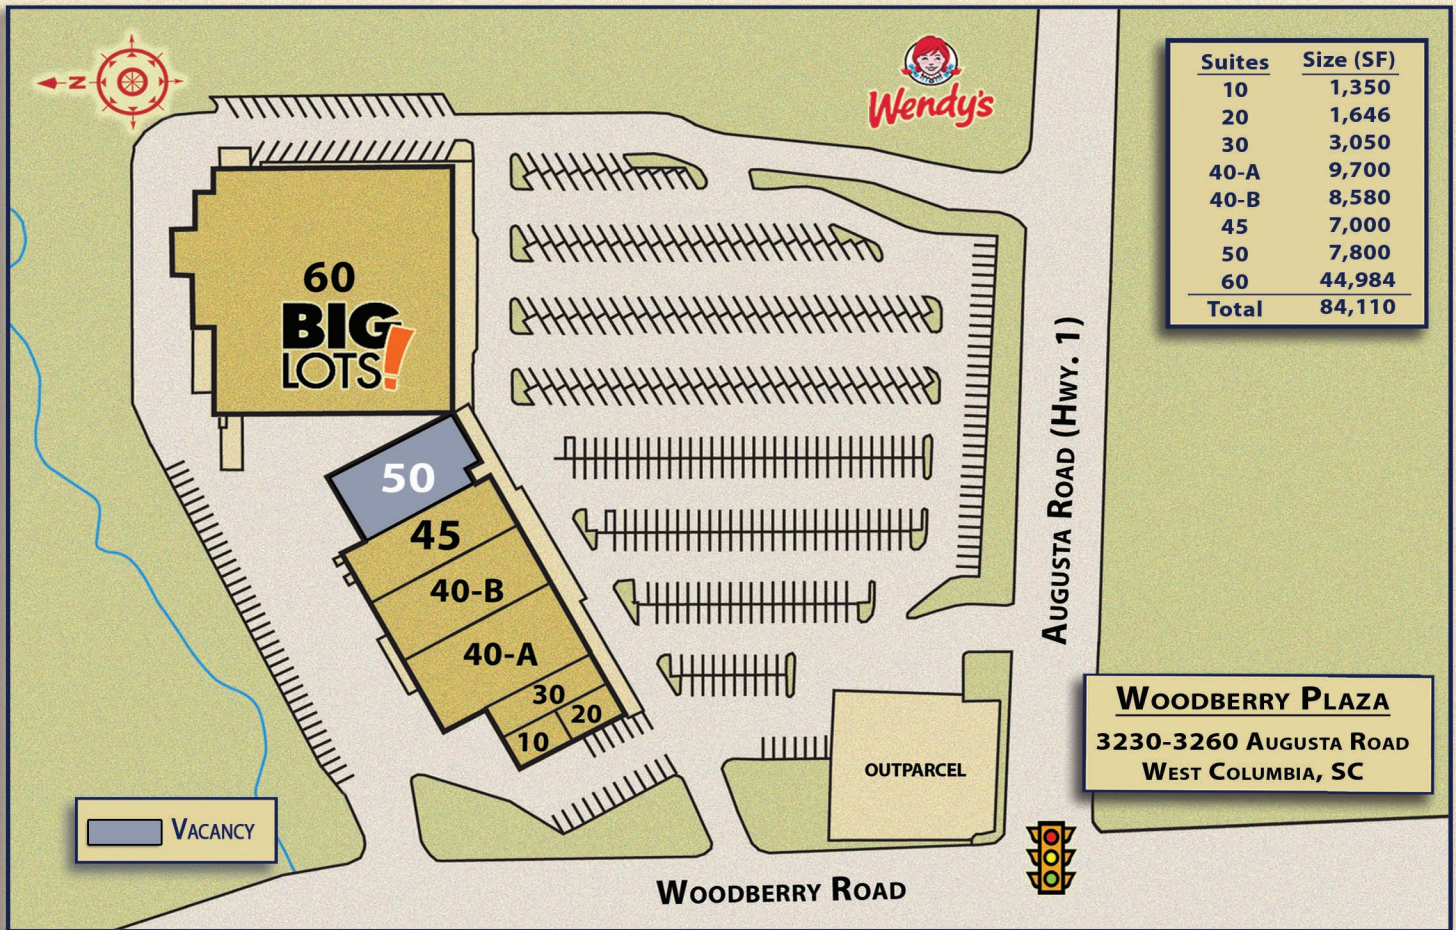 N
Wendy's
Suites Size (SF)
10 1,350
20 1,646
30 3,050
40-A 9,700
40-B 8,580
45 7,000
50 7,800
60 44,984
Total 84,110
60
BIG
LOTS!
50
45
40-B
40-A
30
20
10
AUGUSTA ROAD (HWY. 1)
WOODBERRY PLAZA
3230-3260 AUGUSTA ROAD
WEST COLUMBIA, SC
OUTPARCEL
VACANCY
WOODBERRY ROAD